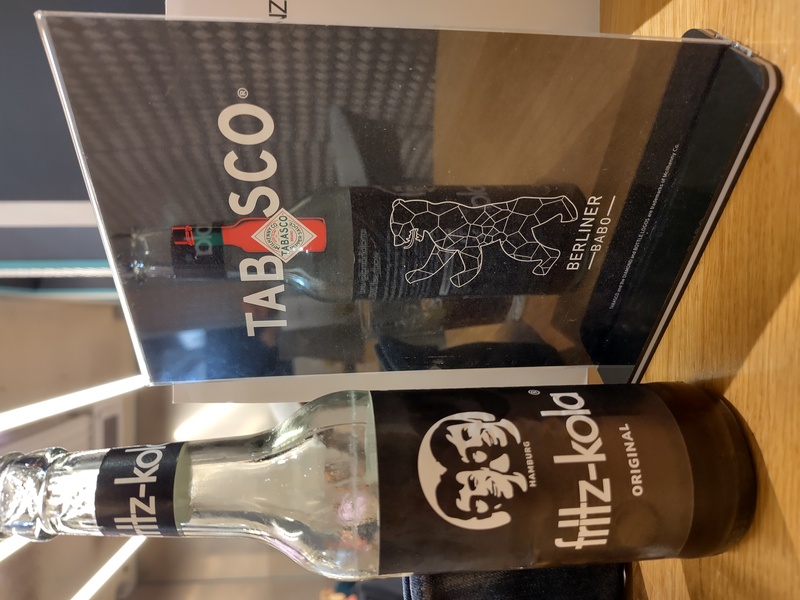 TABASCO®
TABASCO
BERLINER
BABO
fritz-kola
HAMBURG
®
fritz-kola
ORIGINAL